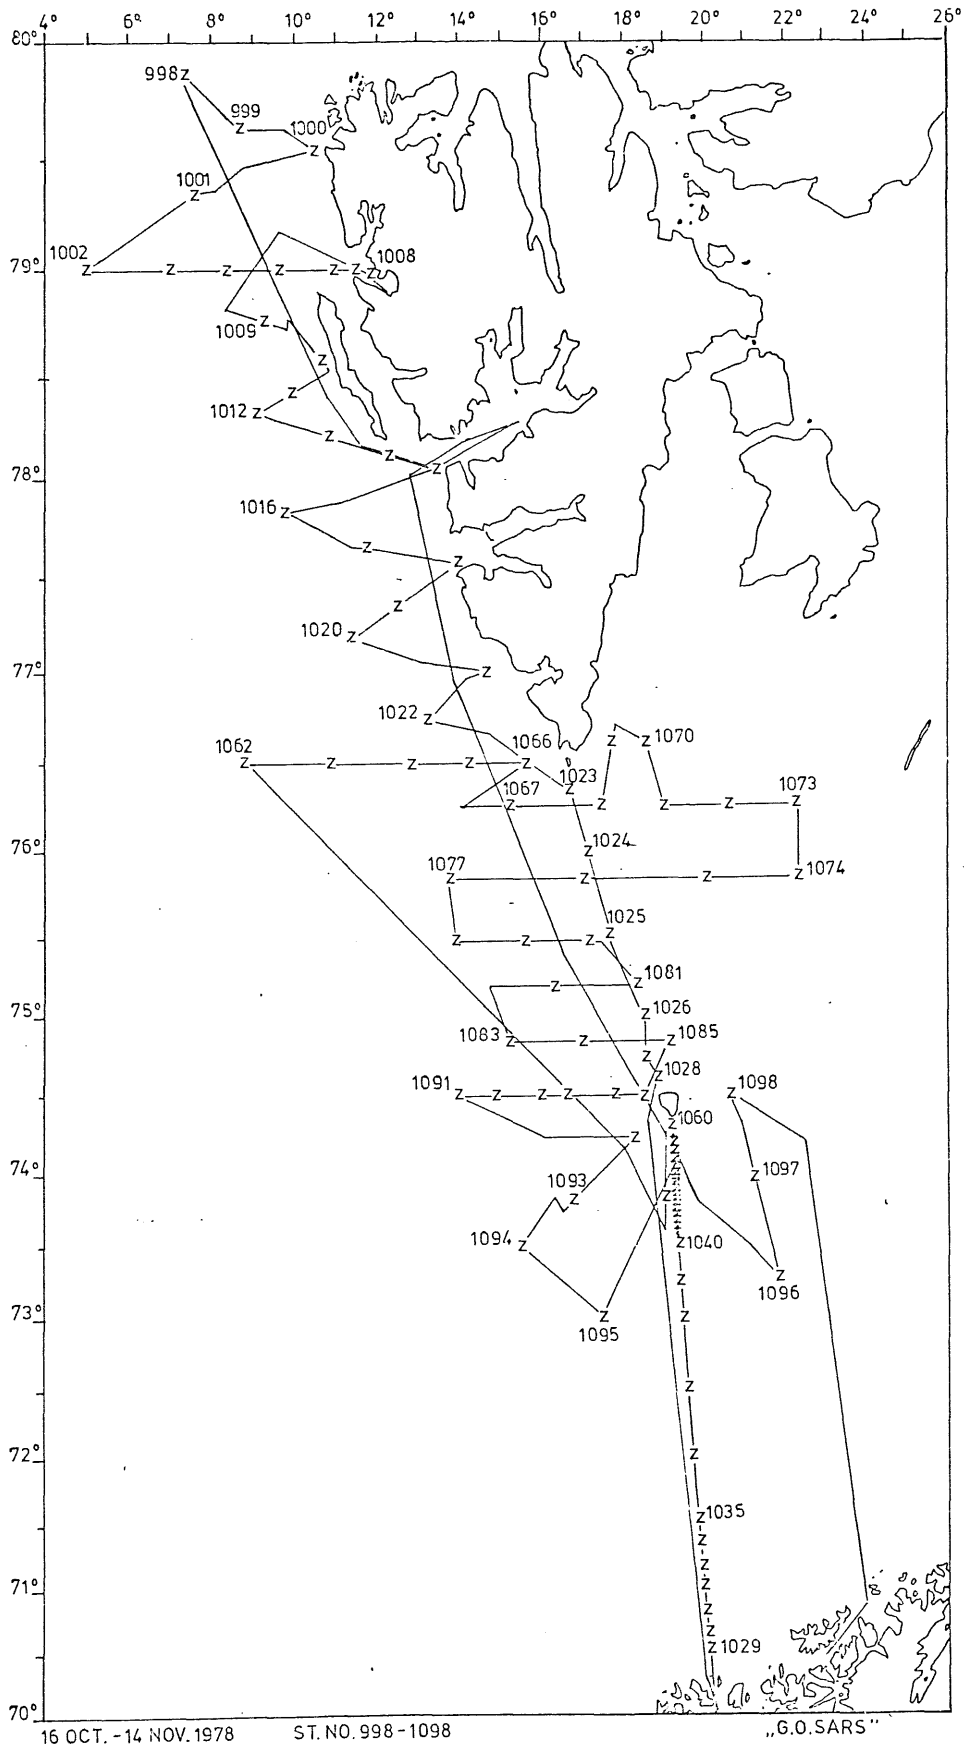 4° 6° 8° 10° 12° 14° 16° 18° 20° 22° 24° 26°
80°
998z
999
z
1000
z
1001
z
1002
z z z z z z z
1008
79°
1009 z
z
z
1012 z
z
z
z
78°
1016 z
z
z
z
1020 z
77°
z
1022 z
1062
z z z z z
1066
z
z 1070
1023
z
1067
z z z z
1073
z
76°
1024
z
1077
z z z z 1074
1025
z
z z z
1081
z
z
1026
z
75°
1083 z z z 1085
z
1028
z
1091
z z z z z z
1098
z
1060
z
z
74°
1097
z
1093
z
z
1094 z
1040
z
z
1096
z
73°
z
1095
z
z
72°
z
z 1035
z
z
z
71°
z
z
z 1029
70°
16 OCT. -14 NOV. 1978 ST. NO. 998 -1098 „G.O. SARS"